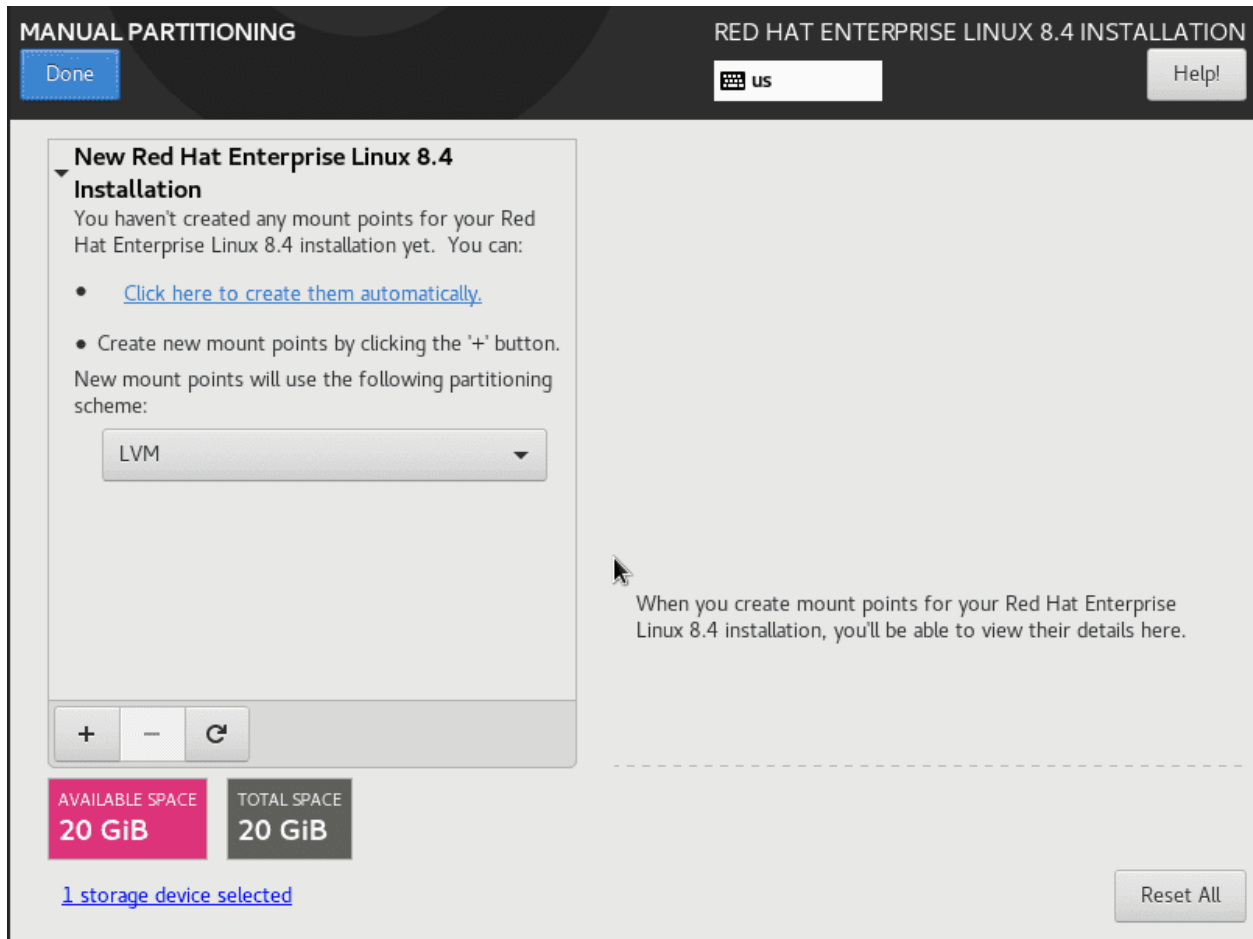 MANUAL PARTITIONING
RED HAT ENTERPRISE LINUX 8.4 INSTALLATION
Done
us
Help!
New Red Hat Enterprise Linux 8.4
Installation
You haven't created any mount points for your Red
Hat Enterprise Linux 8.4 installation yet. You can:
• Click here to create them automatically.
• Create new mount points by clicking the '+' button.
New mount points will use the following partitioning
scheme:
LVM
When you create mount points for your Red Hat Enterprise
Linux 8.4 installation, you'll be able to view their details here.
+ −
AVAILABLE SPACE
20 GiB
TOTAL SPACE
20 GiB
1 storage device selected
Reset All